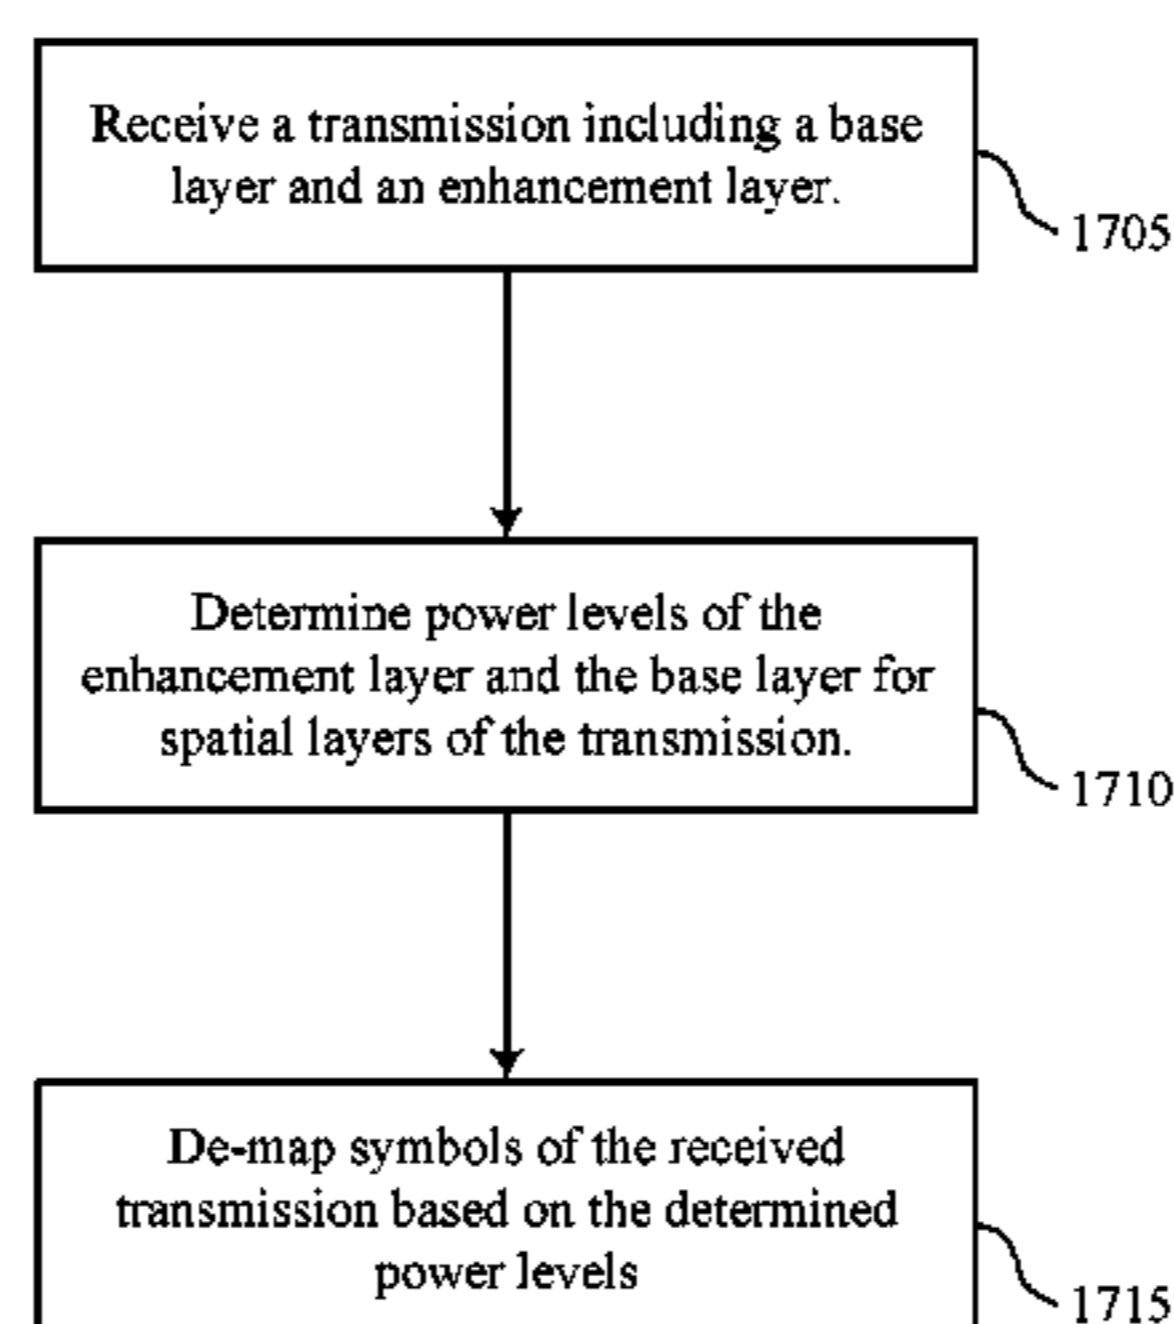 Receive a transmission including a base
layer and an enhancement layer.
1705
Determine power levels of the
enhancement layer and the base layer for
spatial layers of the transmission.
1710
De-map symbols of the received
transmission based on the determined
power levels
1715